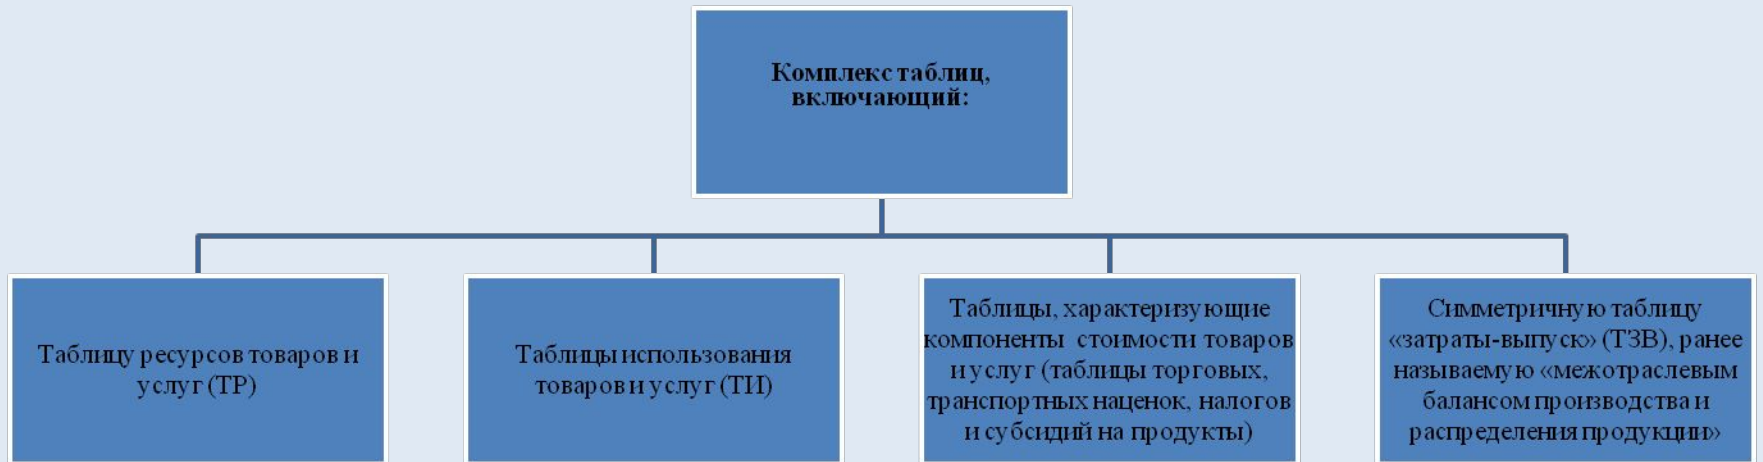 Комплекс таблиц,
включающий:
Таблицу ресурсов товаров и
услуг (ТР)
Таблицы использования
товаров и услуг (ТИ)
Таблицы, характеризующие
компоненты стоимости товаров
и услуг (таблицы торговых,
транспортных наценок, налогов
и субсидий на продукты)
Симметричную таблицу
«затраты-выпуск» (ТЗВ), ранее
называемую «межотраслевым
балансом производства и
распределения продукции»